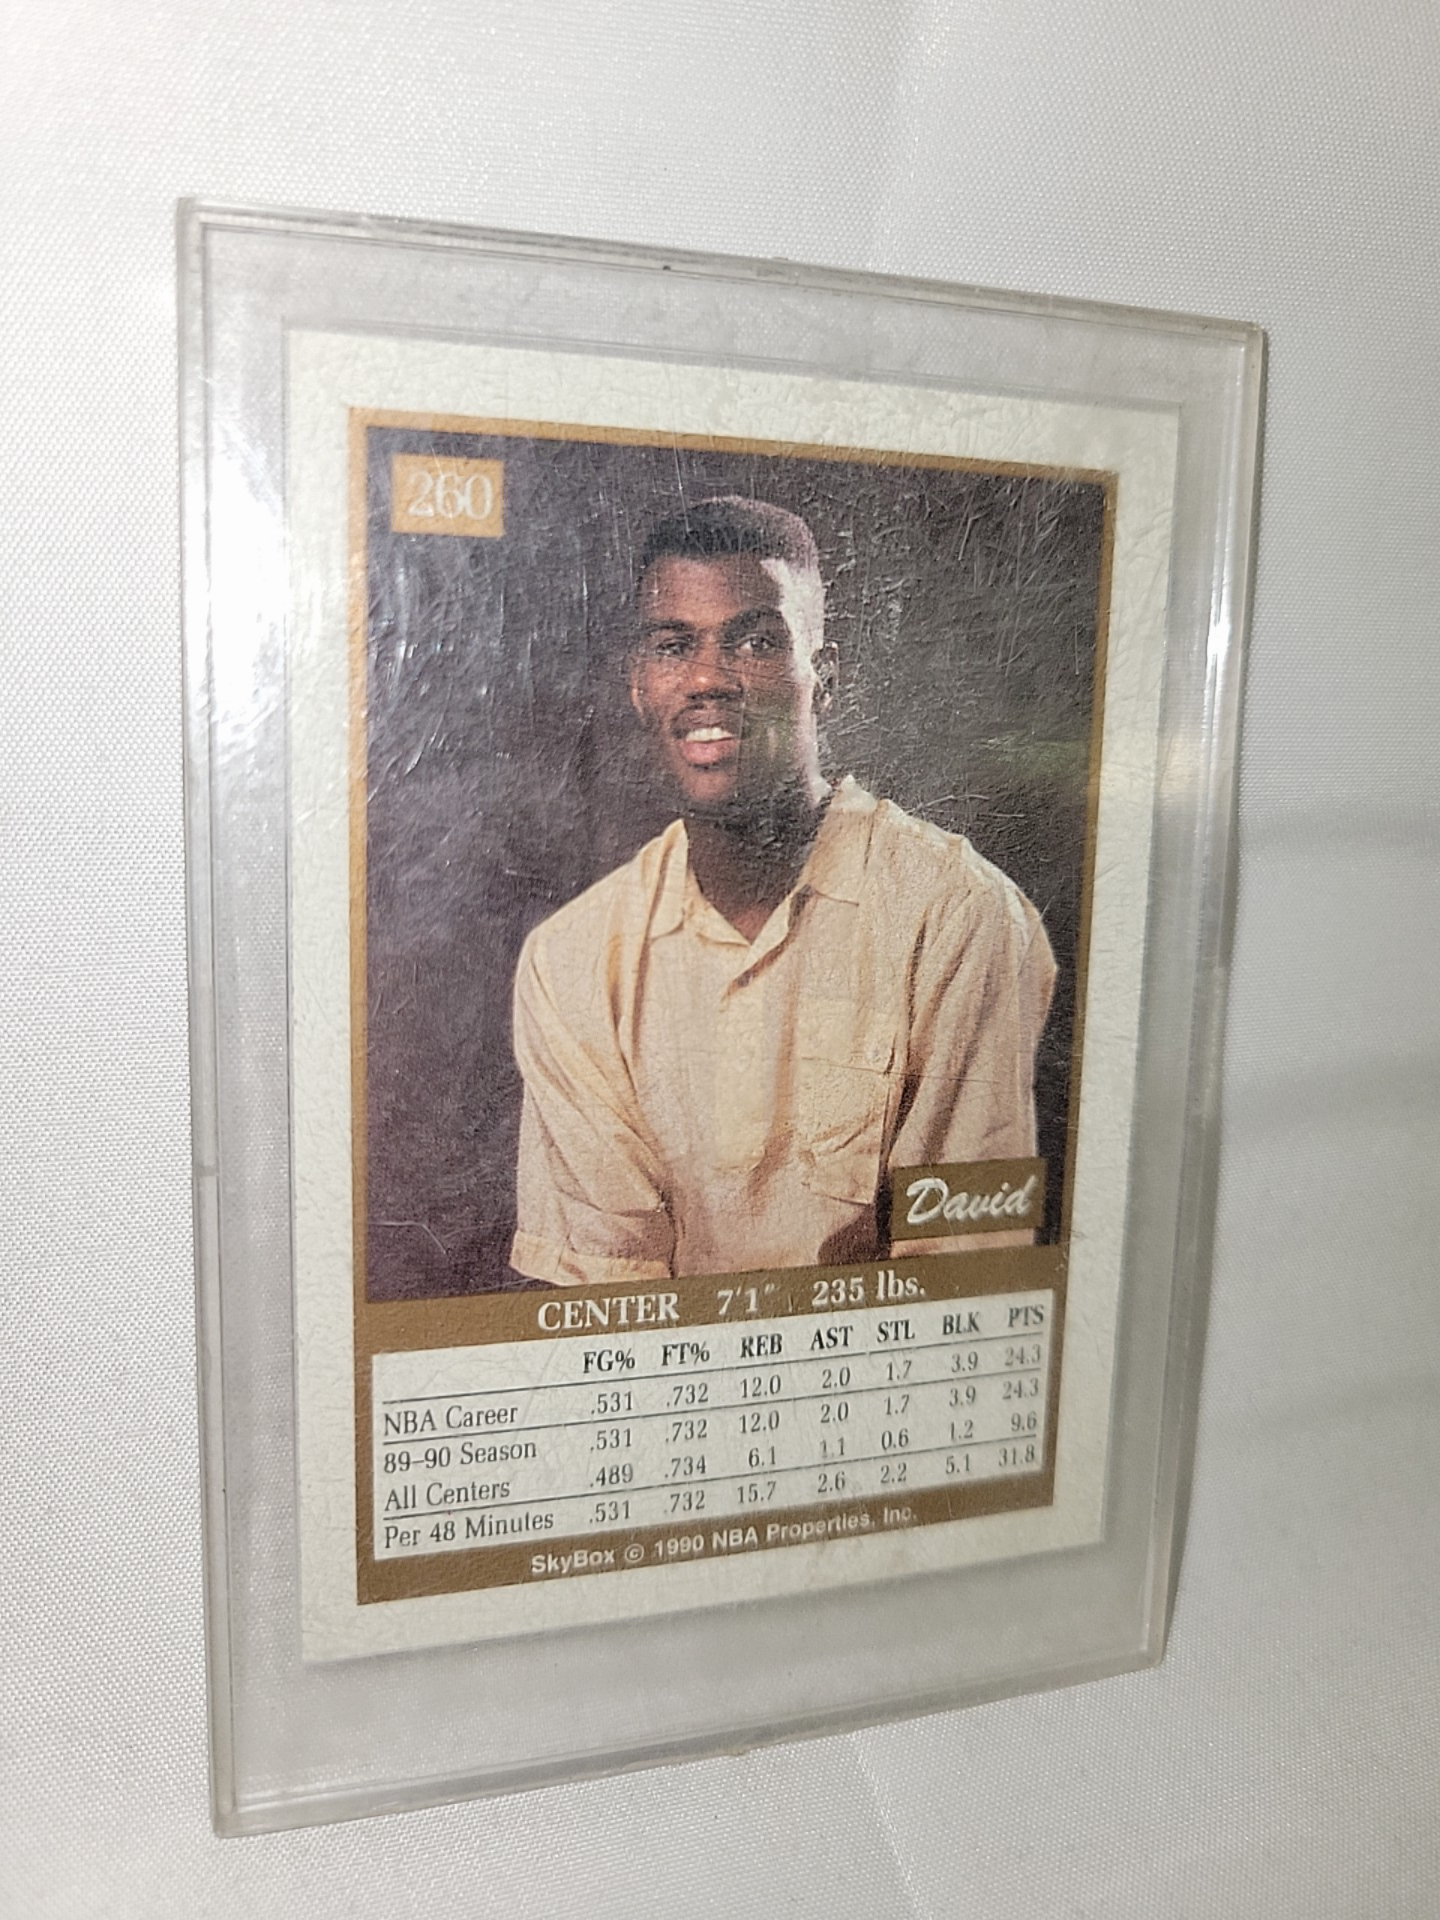 260
David
CENTER 7'1" 235 lbs.
FG% FT% REB AST STL BLK PTS
NBA Career .531 .732 12.0 2.0 1.7 3.9 24.3
89–90 Season .531 .732 12.0 2.0 1.7 3.9 24.3
All Centers .489 .734 6.1 1.1 0.6 1.2 9.6
Per 48 Minutes .531 .732 15.7 2.6 2.2 5.1 31.8
SkyBox © 1990 NBA Properties, Inc.